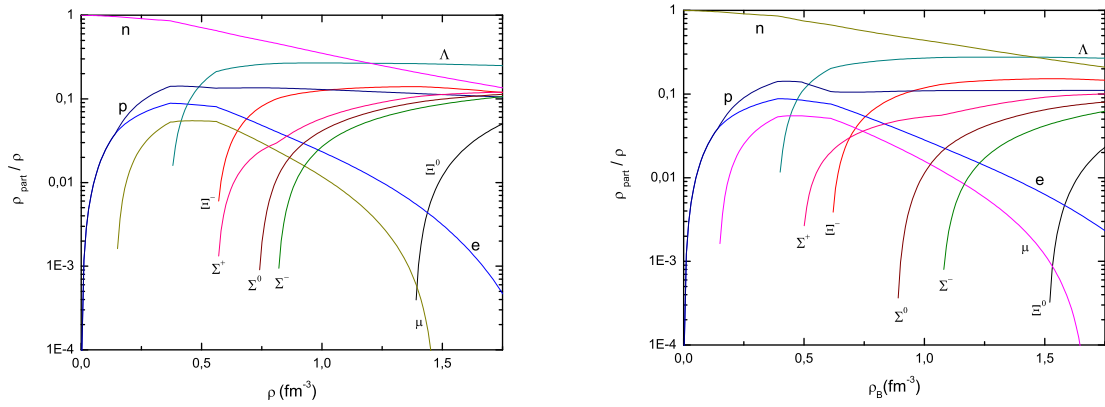 1
0,1
0,01
1E-3
1E-4
ρ part / ρ
n
Λ
p
Ξ⁰
Ξ⁻
Σ⁺
Σ⁰
Σ⁻
e
μ
0,0 0,5 1,0 1,5
ρ (fm⁻³)
1
0,1
0,01
1E-3
1E-4
ρ part / ρ
n
Λ
p
e
Ξ⁻
Σ⁺
μ
Σ⁰
Σ⁻
Ξ⁰
0,0 0,5 1,0 1,5
ρB(fm⁻³)